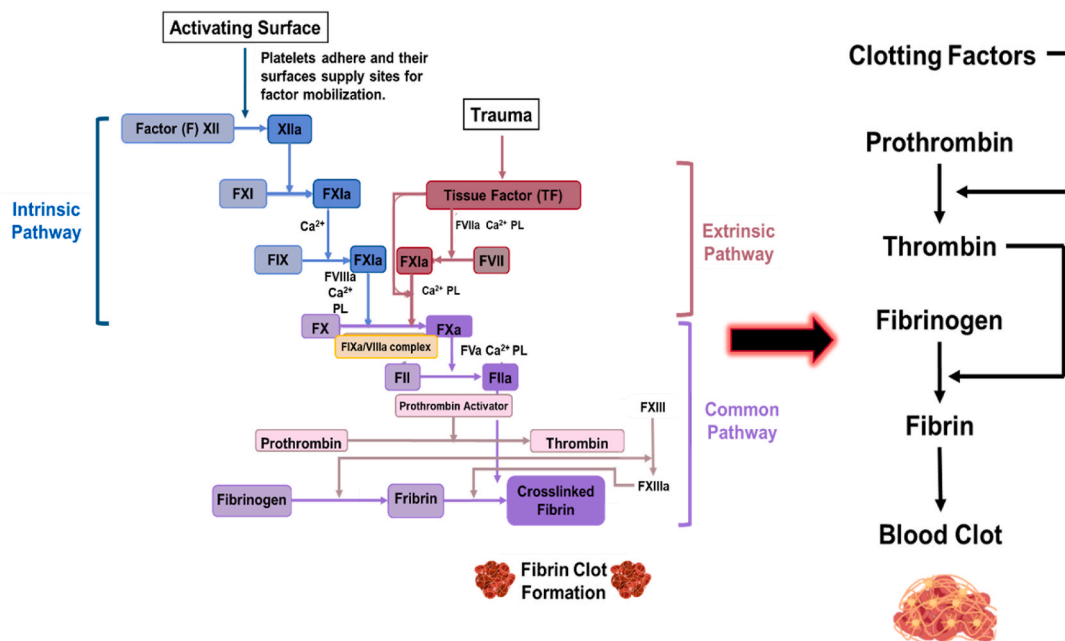 Activating Surface
Platelets adhere and their
surfaces supply sites for
factor mobilization.
Factor (F) XII
XIIa
FXI
FXIa
Ca²⁺
FIX
FXIa
FVIIIa
Ca²⁺
PL
Intrinsic
Pathway
Trauma
Tissue Factor (TF)
FVIIa Ca²⁺ PL
FXIa
FVII
Ca²⁺ PL
Extrinsic
Pathway
FX
FXa
FIXa/VIIIa complex
FVa Ca²⁺ PL
FII
FIIa
Prothrombin Activator
FXIII
Prothrombin
Thrombin
FXIIIa
Fibrinogen
Fribrin
Crosslinked
Fibrin
Common
Pathway
Fibrin Clot
Formation
Clotting Factors
Prothrombin
Thrombin
Fibrinogen
Fibrin
Blood Clot